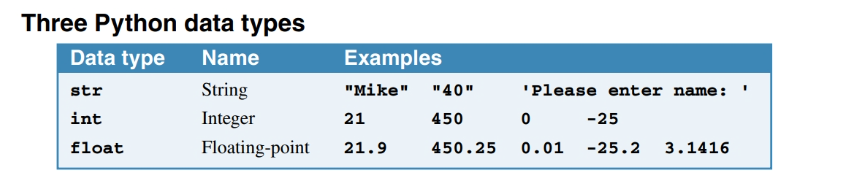 Three Python data types
Data type Name Examples
str String "Mike" "40" 'Please enter name: '
int Integer 21 450 0 -25
float Floating-point 21.9 450.25 0.01 -25.2 3.1416